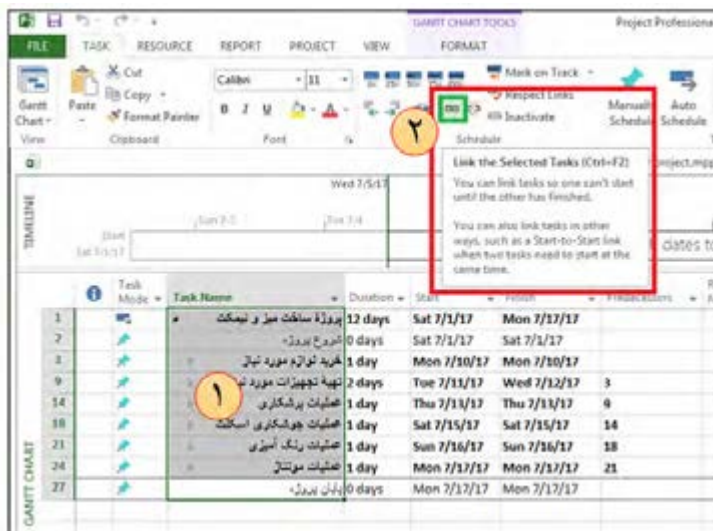 GANTT CHART TOOLS
Project Professiona
FILE TASK RESOURCE REPORT PROJECT VIEW FORMAT
Gantt Chart
View
Paste
Cut
Copy
Format Painter
Clipboard
Calibri 11
B I U A
Font
Mark on Track
Respect Links
Inactivate
Schedule
Manually Schedule
Auto Schedule
۲
Link the Selected Tasks (Ctrl+F2)
You can link tasks so one can't start
until the other has finished.
You can also link tasks in other
ways, such as a Start-to-Start link
when two tasks need to start at the
same time.
project.mpp
TIMELINE
Wed 7/5/17
Start
Sat 7/1/17
dates to
GANTT CHART
Task Mode Task Name Duration Start Finish Predecessors
1 پروژهٔ ساخت میز و نیمکت 12 days Sat 7/1/17 Mon 7/17/17
شروع پروژه 0 days Sat 7/1/17 Sat 7/1/17
3 خرید لوازم مورد نیاز 1 day Mon 7/10/17 Mon 7/10/17
9 تهیهٔ تجهیزات مورد 2 days Tue 7/11/17 Wed 7/12/17 3
14 عملیات برشکاری 1 day Thu 7/13/17 Thu 7/13/17 9
18 عملیات جوشکاری اسکلت 1 day Sat 7/15/17 Sat 7/15/17 14
21 عملیات رنگ آمیزی 1 day Sun 7/16/17 Sun 7/16/17 18
24 عملیات مونتاژ 1 day Mon 7/17/17 Mon 7/17/17 21
27 پایان پروژه 0 days Mon 7/17/17 Mon 7/17/17
۱